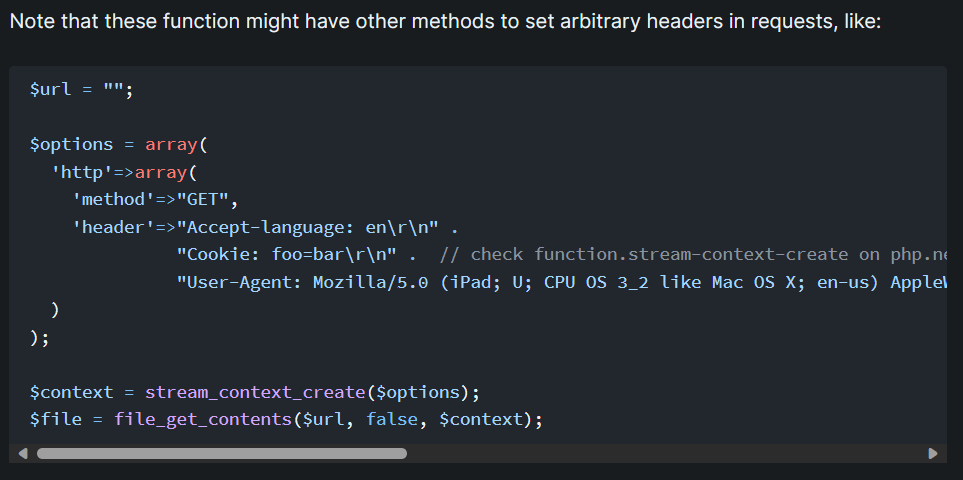 Note that these function might have other methods to set arbitrary headers in requests, like:
$url = "";
$options = array(
  'http'=>array(
    'method'=>"GET",
    'header'=>"Accept-language: en\r\n" .
              "Cookie: foo=bar\r\n" .  // check function.stream-context-create on php.ne
              "User-Agent: Mozilla/5.0 (iPad; U; CPU OS 3_2 like Mac OS X; en-us) AppleW
  )
);
$context = stream_context_create($options);
$file = file_get_contents($url, false, $context);